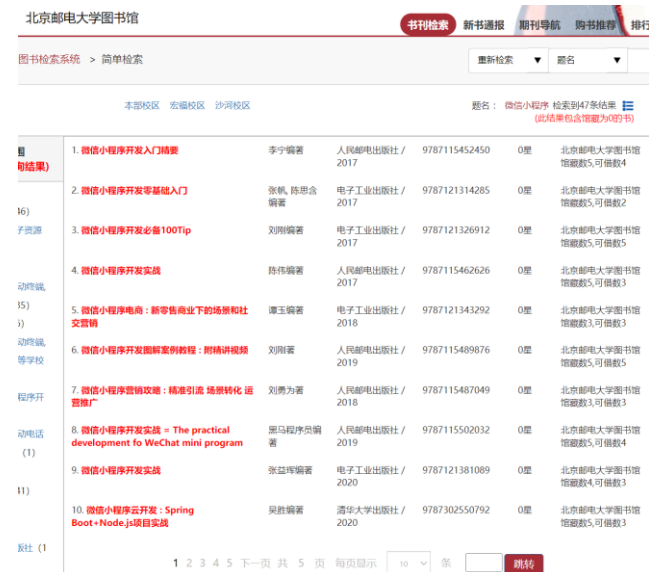 北京邮电大学图书馆
书刊检索 新书通报 期刊导航 购书推荐 排行
图书检索系统 > 简单检索
重新检索 ▼ 题名 ▼
本部校区 宏福校区 沙河校区
题名： 微信小程序 检索到47条结果
(此结果包含馆藏为0的书)
询结果)
46)
子资源
动终端,
35)
动终端,
等学校
程序开
动电话
(1)
41)
版社 (1
1. 微信小程序开发入门精要 李宁编著 人民邮电出版社 / 2017 9787115452450 0星 北京邮电大学图书馆
馆藏数5,可借数4
2. 微信小程序开发零基础入门 张帆, 陈思含编著 电子工业出版社 / 2017 9787121314285 0星 北京邮电大学图书馆
馆藏数5,可借数2
3. 微信小程序开发必备100Tip 刘刚编著 电子工业出版社 / 2017 9787121326912 0星 北京邮电大学图书馆
馆藏数5,可借数5
4. 微信小程序开发实战 陈伟编著 人民邮电出版社 / 2017 9787115462626 0星 北京邮电大学图书馆
馆藏数5,可借数5
5. 微信小程序电商 : 新零售商业下的场景和社
交营销 谭玉编著 电子工业出版社 / 2018 9787121343292 0星 北京邮电大学图书馆
馆藏数3,可借数3
6. 微信小程序开发图解案例教程 : 附精讲视频 刘刚著 人民邮电出版社 / 2019 9787115489876 0星 北京邮电大学图书馆
馆藏数5,可借数5
7. 微信小程序营销攻略 : 精准引流 场景转化 运
营推广 刘勇为著 人民邮电出版社 / 2018 9787115487049 0星 北京邮电大学图书馆
馆藏数3,可借数3
8. 微信小程序开发实战 = The practical
development fo WeChat mini program 黑马程序员编著 人民邮电出版社 / 2019 9787115502032 0星 北京邮电大学图书馆
馆藏数5,可借数4
9. 微信小程序开发实战 张益珲编著 电子工业出版社 / 2020 9787121381089 0星 北京邮电大学图书馆
馆藏数4,可借数3
10. 微信小程序云开发 : Spring
Boot+Node.js项目实战 吴胜编著 清华大学出版社 / 2020 9787302550792 0星 北京邮电大学图书馆
馆藏数5,可借数3
1 2 3 4 5 下一页 共 5 页 每页显示 10 条 跳转